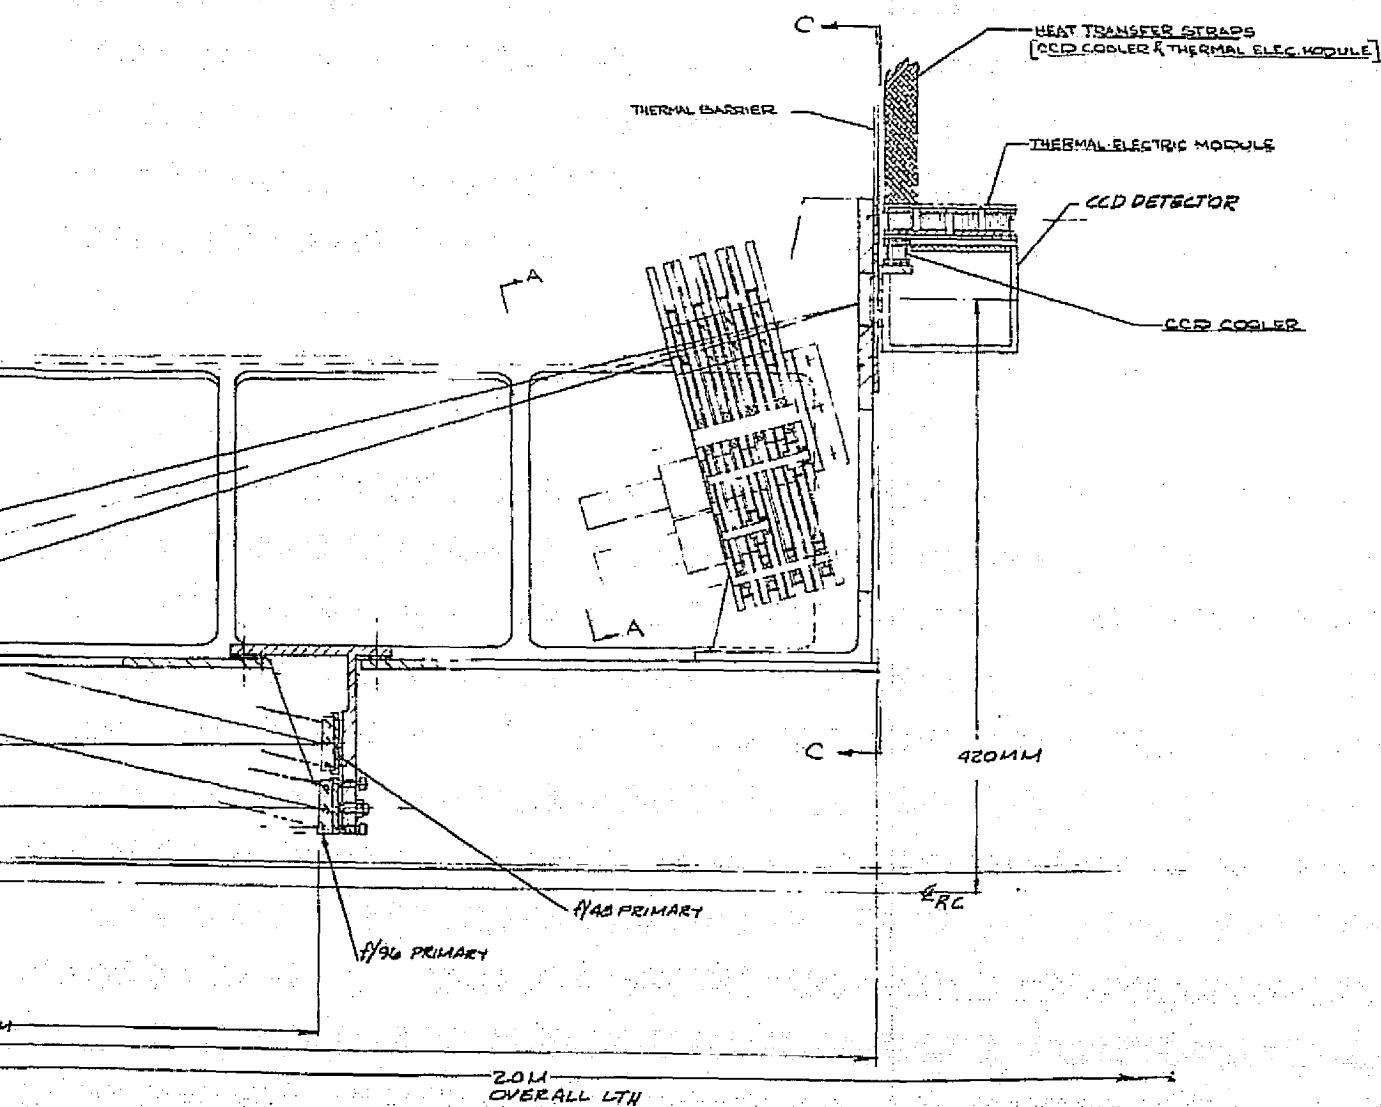 C
HEAT TRANSFER STRAPS
[CCD COOLER & THERMAL ELEC. MODULE]
THERMAL BARRIER
THERMAL-ELECTRIC MODULE
CCD DETECTOR
A
CCD COOLER
A
C
420MM
℄ RC
f/48 PRIMARY
f/96 PRIMARY
2.0M
OVERALL LTH